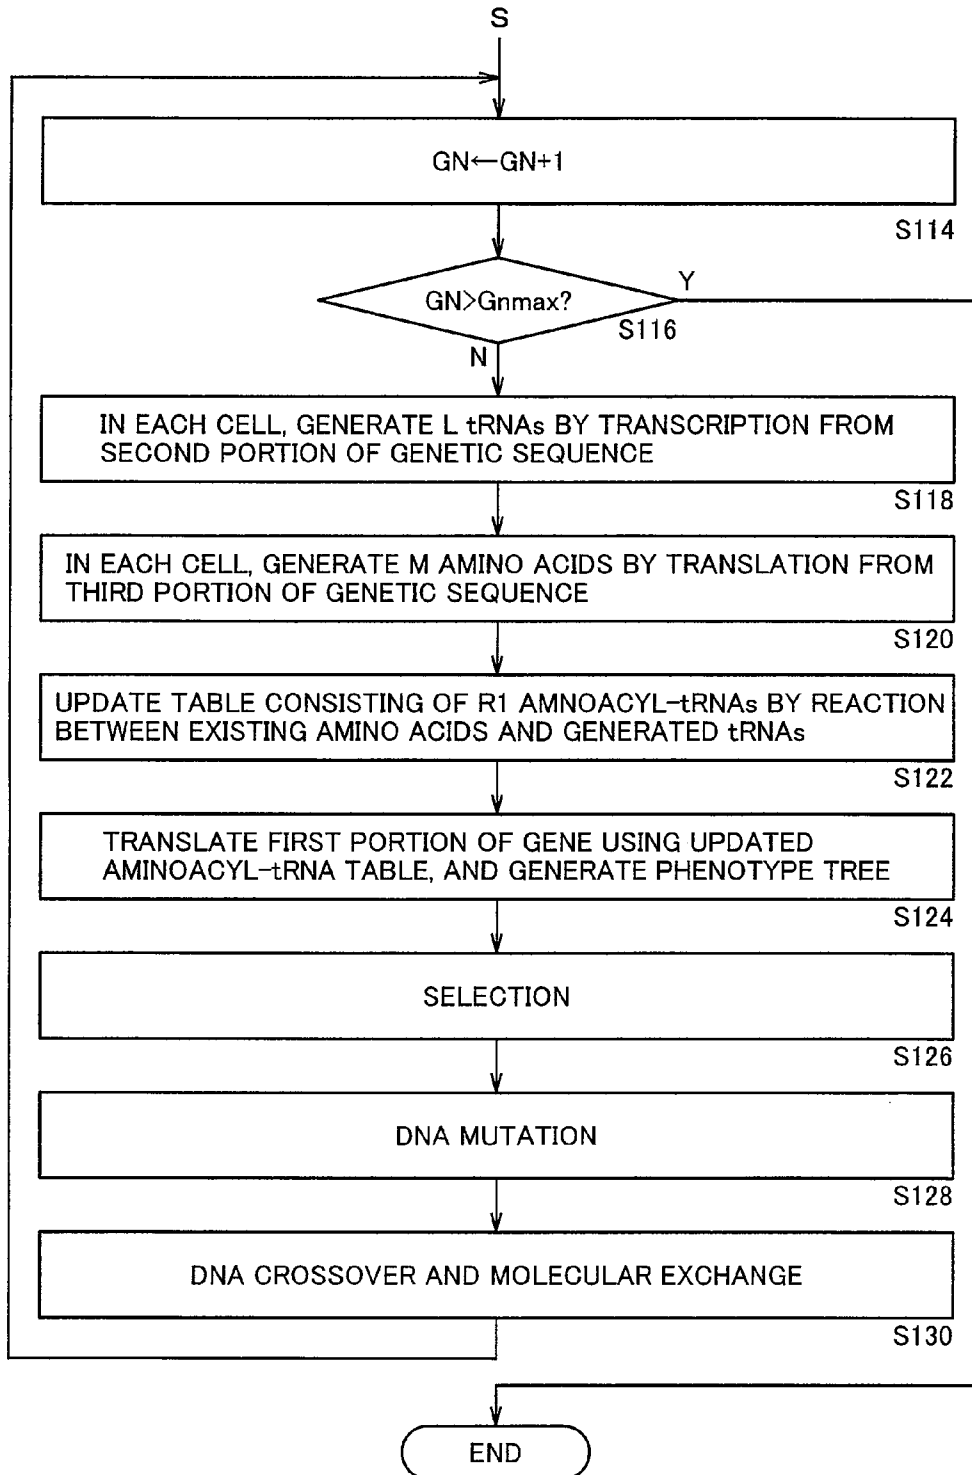 S
GN←GN+1
S114
GN>Gnmax?
Y
S116
N
IN EACH CELL, GENERATE L tRNAs BY TRANSCRIPTION FROM
SECOND PORTION OF GENETIC SEQUENCE
S118
IN EACH CELL, GENERATE M AMINO ACIDS BY TRANSLATION FROM
THIRD PORTION OF GENETIC SEQUENCE
S120
UPDATE TABLE CONSISTING OF R1 AMNOACYL-tRNAs BY REACTION
BETWEEN EXISTING AMINO ACIDS AND GENERATED tRNAs
S122
TRANSLATE FIRST PORTION OF GENE USING UPDATED
AMINOACYL-tRNA TABLE, AND GENERATE PHENOTYPE TREE
S124
SELECTION
S126
DNA MUTATION
S128
DNA CROSSOVER AND MOLECULAR EXCHANGE
S130
END